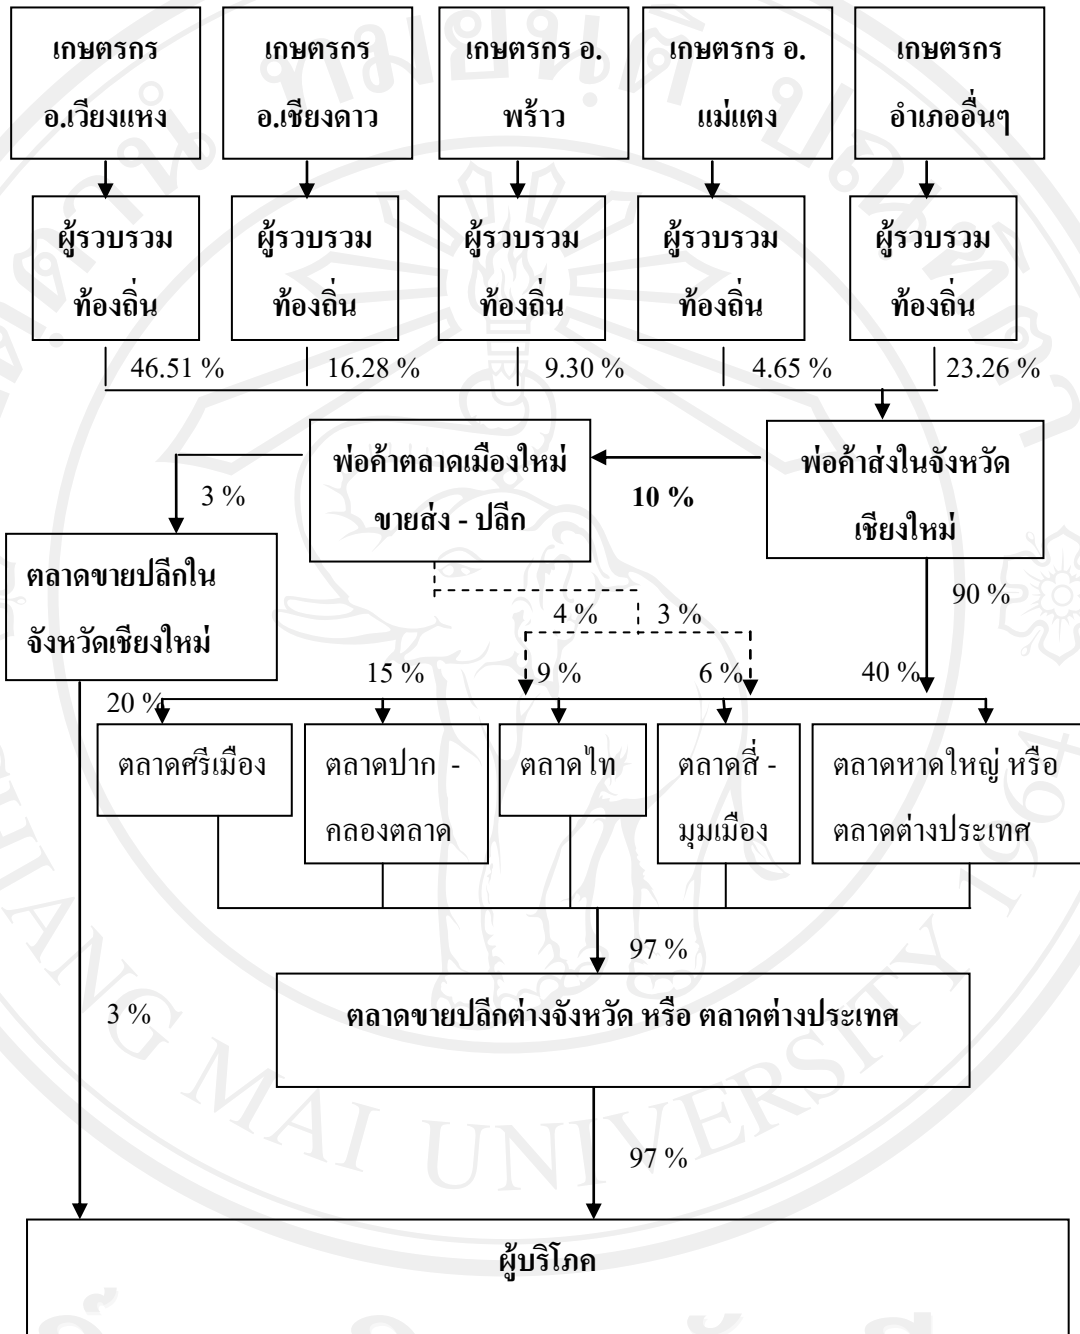 เกษตรกร
อ.เวียงแหง
เกษตรกร
อ.เชียงดาว
เกษตรกร อ.
พร้าว
เกษตรกร อ.
แม่แตง
เกษตรกร
อำเภออื่นๆ
ผู้รวบรวม
ท้องถิ่น
ผู้รวบรวม
ท้องถิ่น
ผู้รวบรวม
ท้องถิ่น
ผู้รวบรวม
ท้องถิ่น
ผู้รวบรวม
ท้องถิ่น
46.51 %
16.28 %
9.30 %
4.65 %
23.26 %
พ่อค้าตลาดเมืองใหม่
ขายส่ง - ปลีก
10 %
พ่อค้าส่งในจังหวัด
เชียงใหม่
3 %
ตลาดขายปลีกใน
จังหวัดเชียงใหม่
90 %
4 %
3 %
20 %
15 %
9 %
6 %
40 %
ตลาดศรีเมือง
ตลาดปาก -
คลองตลาด
ตลาดไท
ตลาดสี่ -
มุมเมือง
ตลาดหาดใหญ่ หรือ
ตลาดต่างประเทศ
97 %
3 %
ตลาดขายปลีกต่างจังหวัด หรือ ตลาดต่างประเทศ
97 %
ผู้บริโภค
CHIANG MAI UNIVERSITY 1964